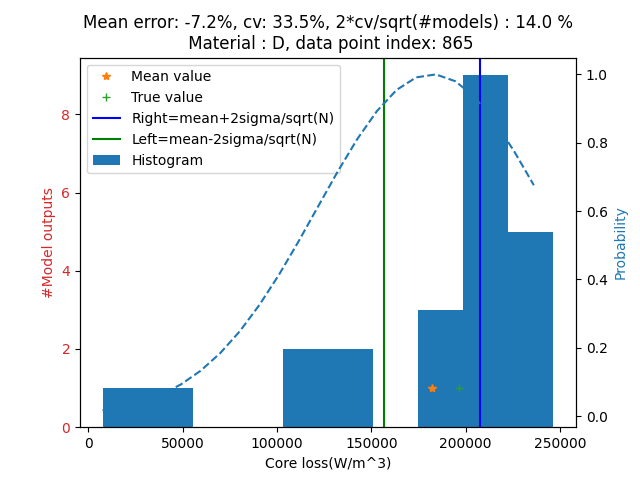 Mean error: -7.2%, cv: 33.5%, 2*cv/sqrt(#models) : 14.0 %
Material : D, data point index: 865
Mean value
True value
Right=mean+2sigma/sqrt(N)
Left=mean-2sigma/sqrt(N)
Histogram
#Model outputs
8
6
4
2
0
1.0
0.8
0.6
0.4
0.2
0.0
Probability
0 50000 100000 150000 200000 250000
Core loss(W/m^3)